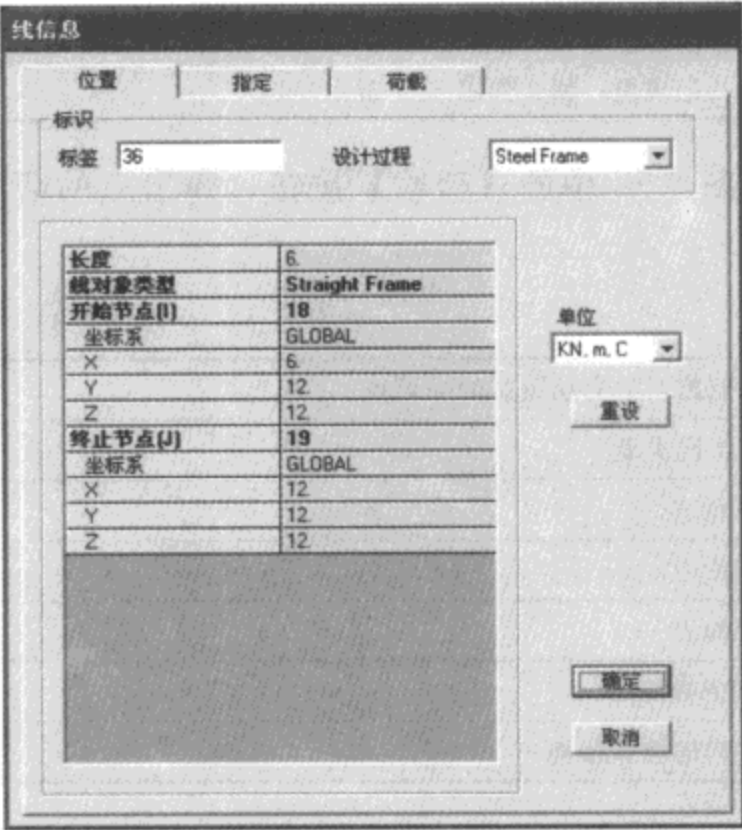 线信息
位置 指定 荷载
标识
标签 36 设计过程 Steel Frame
长度 6.
线对象类型 Straight Frame
开始节点(I) 18
坐标系 GLOBAL
X 6.
Y 12.
Z 12.
终止节点(J) 19
坐标系 GLOBAL
X 12.
Y 12.
Z 12.
单位
KN, m, C
重设
确定
取消